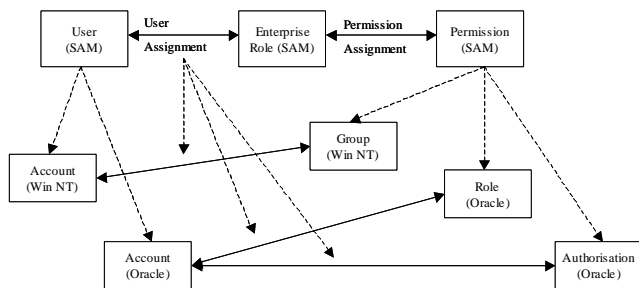 User
(SAM)
User
Assignment
Enterprise
Role (SAM)
Permission
Assignment
Permission
(SAM)
Account
(Win NT)
Group
(Win NT)
Role
(Oracle)
Account
(Oracle)
Authorisation
(Oracle)